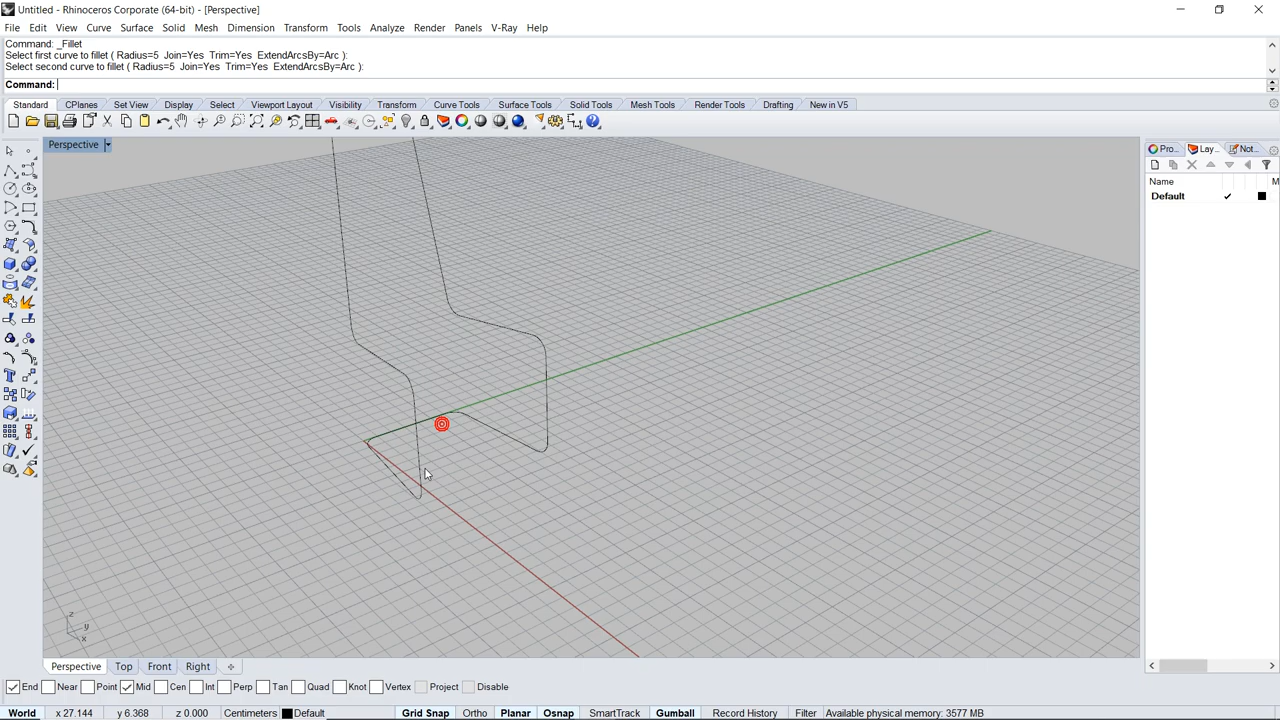 Untitled - Rhinoceros Corporate (64-bit) - [Perspective]
File Edit View Curve Surface Solid Mesh Dimension Transform Tools Analyze Render Panels V-Ray Help
Command: _Fillet
Select first curve to fillet ( Radius=5 Join=Yes Trim=Yes ExtendArcsBy=Arc ):
Select second curve to fillet ( Radius=5 Join=Yes Trim=Yes ExtendArcsBy=Arc ):
Command:
Standard CPlanes Set View Display Select Viewport Layout Visibility Transform Curve Tools Surface Tools Solid Tools Mesh Tools Render Tools Drafting New in V5
Perspective
Pro... Lay... Not...
Name M
Default
z
y
x
Perspective Top Front Right
End Near Point Mid Cen Int Perp Tan Quad Knot Vertex Project Disable
World x 27.144 y 6.368 z 0.000 Centimeters Default Grid Snap Ortho Planar Osnap SmartTrack Gumball Record History Filter Available physical memory: 3577 MB